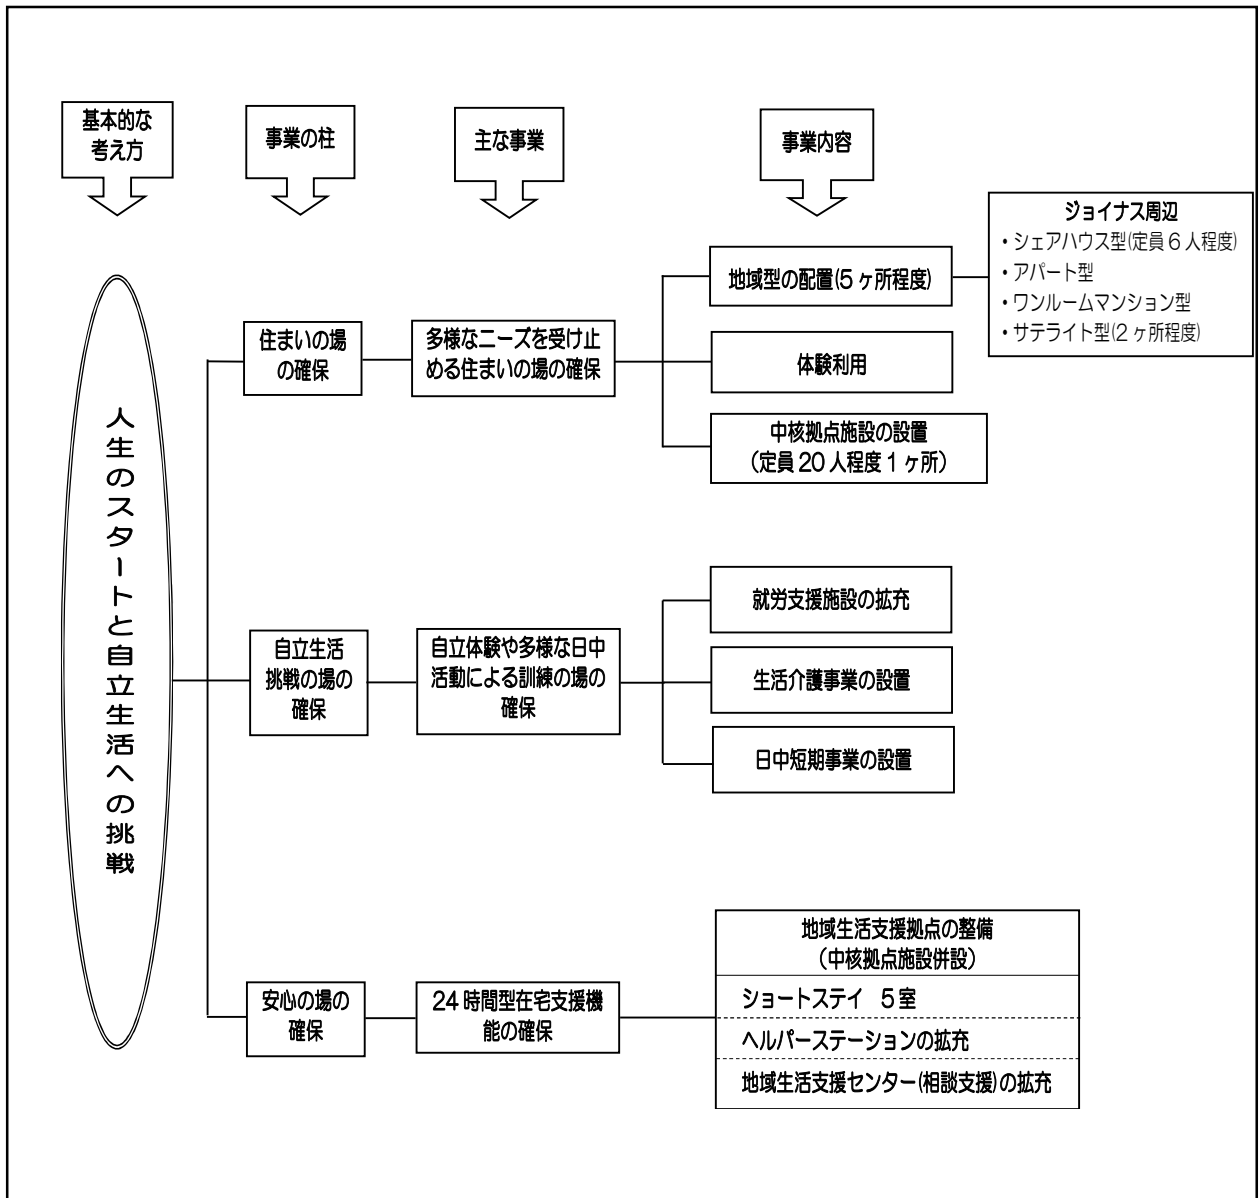 基本的な
考え方
事業の柱
主な事業
事業内容
人生のスタートと自立生活への挑戦
住まいの場
の確保
多様なニーズを受け止
める住まいの場の確保
地域型の配置(5ヶ所程度)
ジョイナス周辺
・シェアハウス型(定員6人程度)
・アパート型
・ワンルームマンション型
・サテライト型(2ヶ所程度)
体験利用
中核拠点施設の設置
（定員20人程度1ヶ所）
自立生活
挑戦の場の
確保
自立体験や多様な日中
活動による訓練の場の
確保
就労支援施設の拡充
生活介護事業の設置
日中短期事業の設置
安心の場の
確保
24時間型在宅支援機
能の確保
地域生活支援拠点の整備
（中核拠点施設併設）
ショートステイ　5室
ヘルパーステーションの拡充
地域生活支援センター(相談支援)の拡充